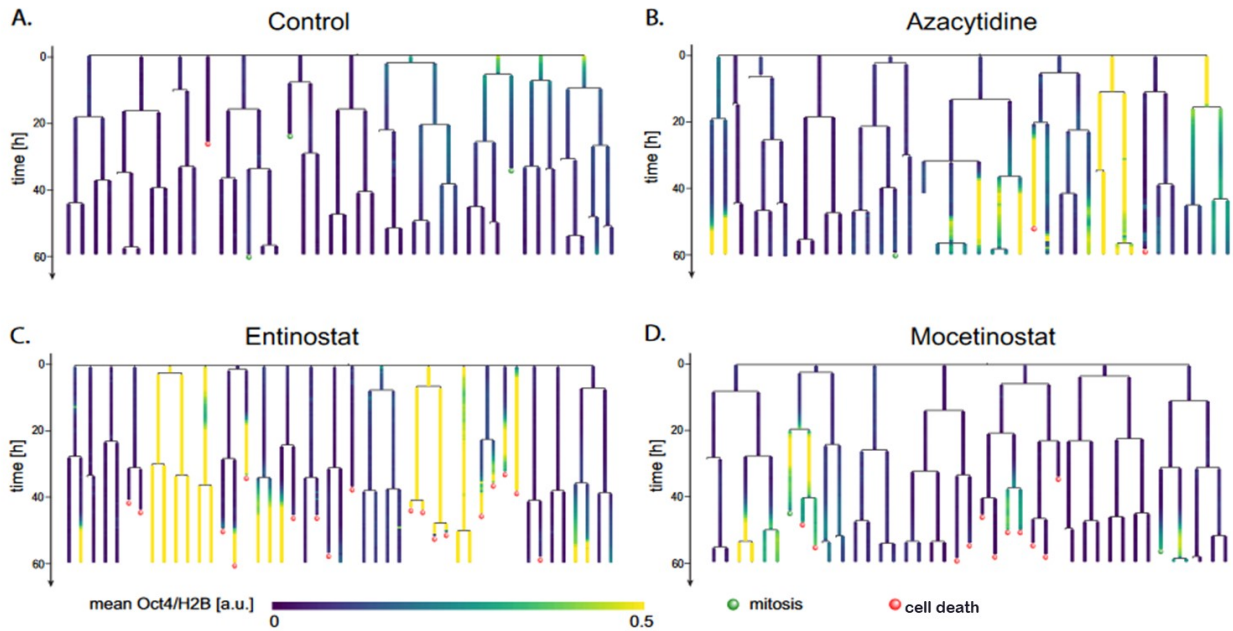 A. Control
B. Azacytidine
0
20
40
60
time [h]
0
20
40
60
time [h]
C. Entinostat
D. Mocetinostat
0
20
40
60
time [h]
0
20
40
60
time [h]
mean Oct4/H2B [a.u.]
0
0.5
mitosis
cell death